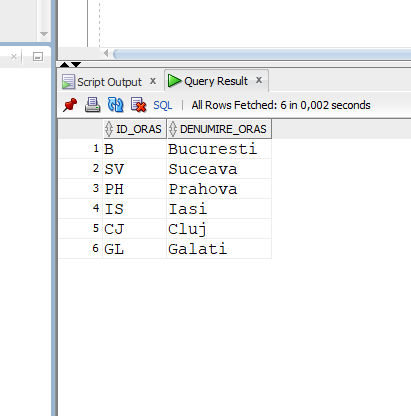 Script Output x Query Result x
SQL | All Rows Fetched: 6 in 0,002 seconds
ID_ORAS DENUMIRE_ORAS
1 B Bucuresti
2 SV Suceava
3 PH Prahova
4 IS Iasi
5 CJ Cluj
6 GL Galati